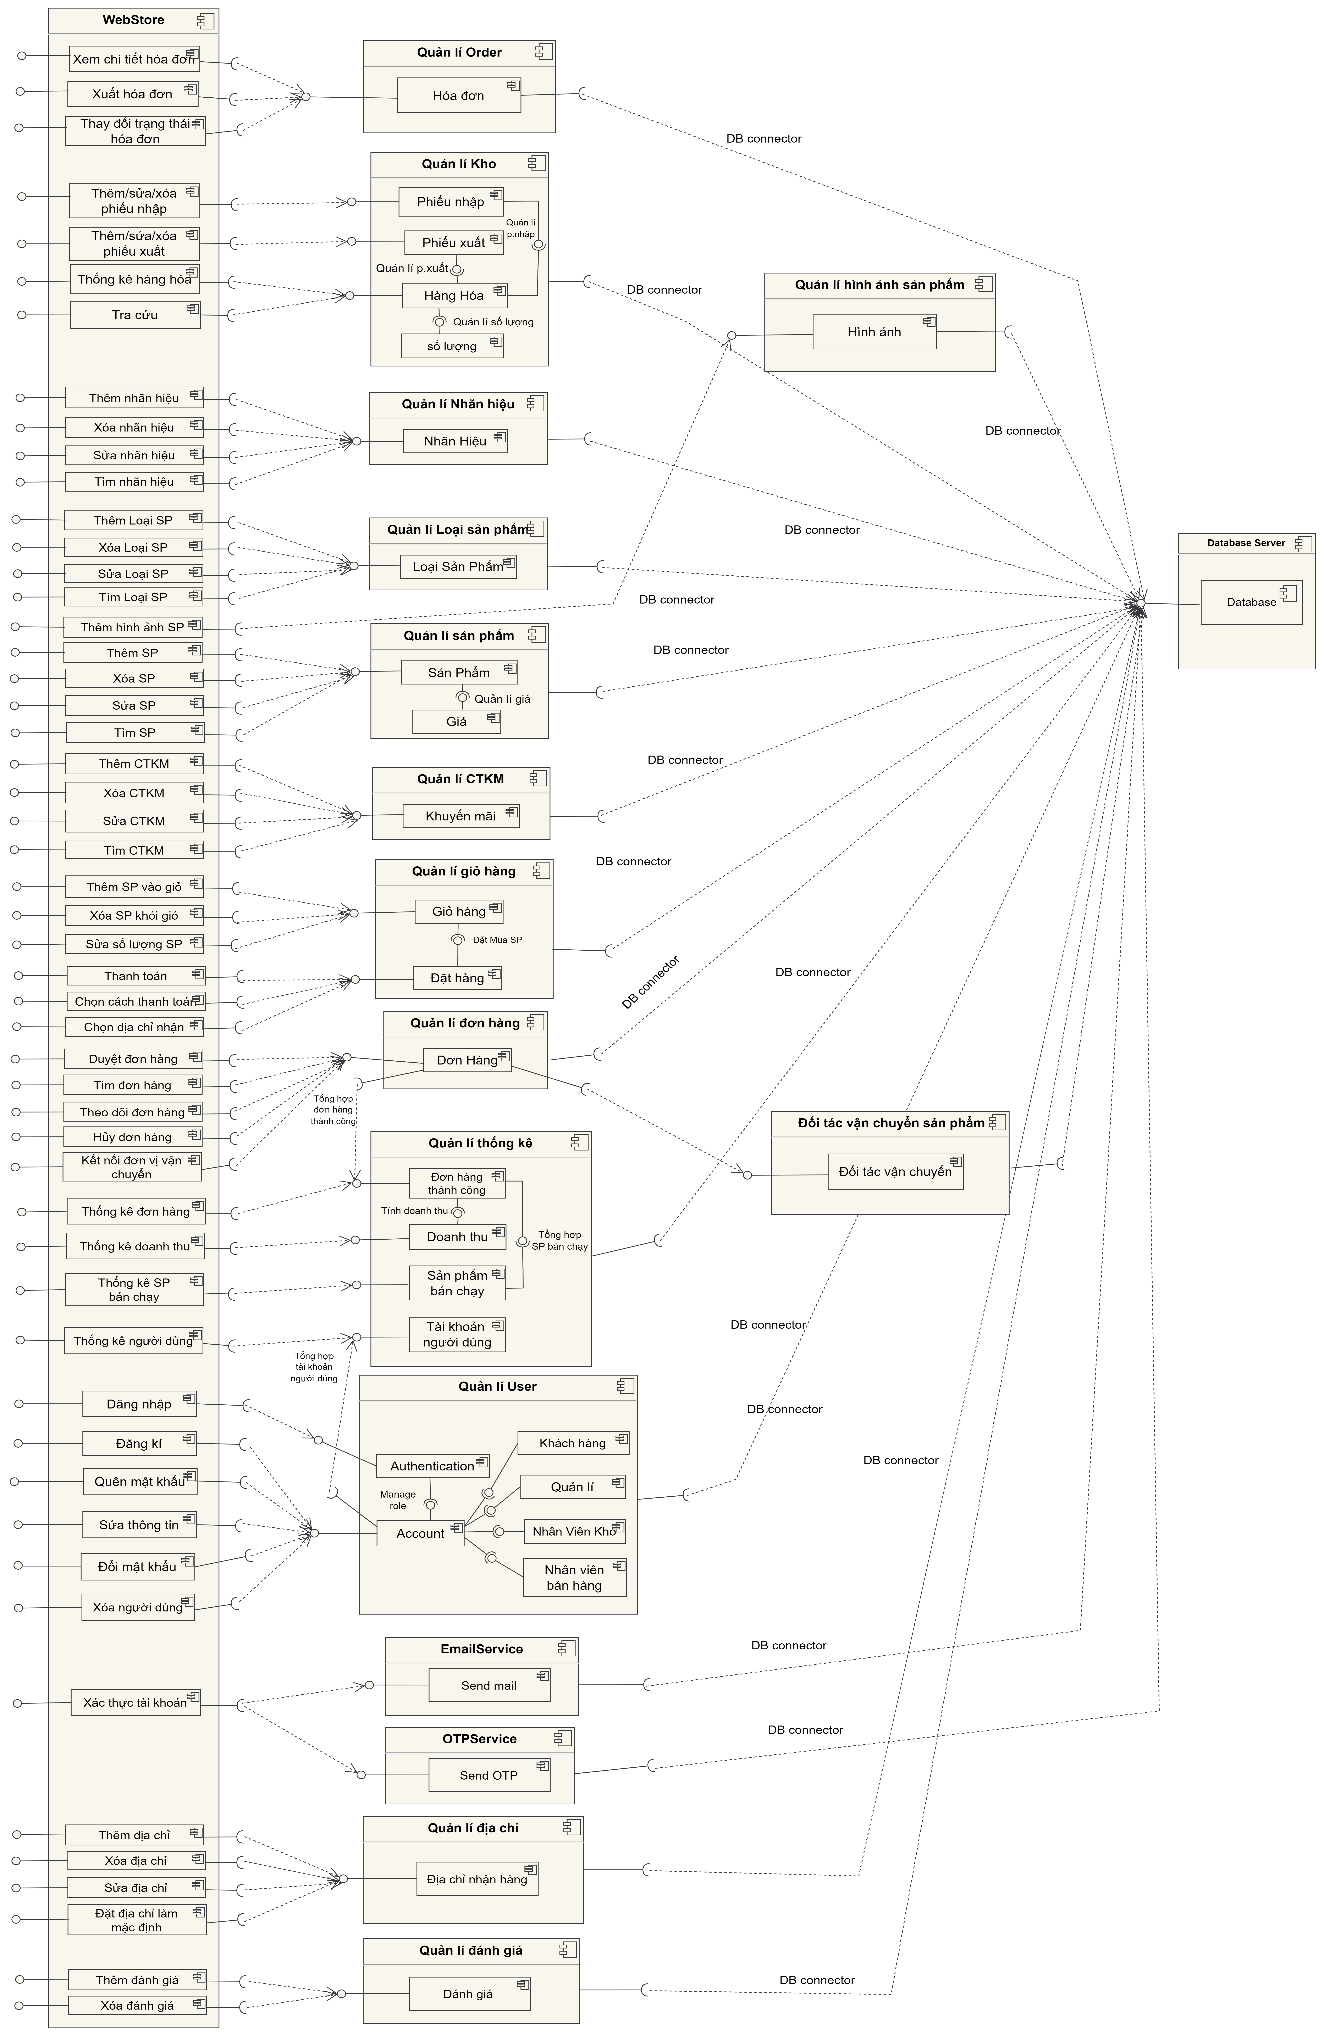 WebStore
Xem chi tiết hóa đơn
Xuất hóa đơn
Thay đổi trạng thái
hóa đơn
Thêm/sửa/xóa
phiếu nhập
Thêm/sửa/xóa
phiếu xuất
Thống kê hàng hóa
Tra cứu
Thêm nhãn hiệu
Xóa nhãn hiệu
Sửa nhãn hiệu
Tìm nhãn hiệu
Thêm Loại SP
Xóa Loại SP
Sửa Loại SP
Tìm Loại SP
Thêm hình ảnh SP
Thêm SP
Xóa SP
Sửa SP
Tìm SP
Thêm CTKM
Xóa CTKM
Sửa CTKM
Tìm CTKM
Thêm SP vào giỏ
Xóa SP khỏi giỏ
Sửa số lượng SP
Thanh toán
Chọn cách thanh toán
Chọn địa chỉ nhận
Duyệt đơn hàng
Tìm đơn hàng
Theo dõi đơn hàng
Hủy đơn hàng
Kết nối đơn vị vận
chuyển
Thống kê đơn hàng
Thống kê doanh thu
Thống kê SP
bán chạy
Thống kê người dùng
Đăng nhập
Đăng kí
Quên mật khẩu
Sửa thông tin
Đổi mật khẩu
Xóa người dùng
Xác thực tài khoản
Thêm địa chỉ
Xóa địa chỉ
Sửa địa chỉ
Đặt địa chỉ làm
mặc định
Thêm đánh giá
Xóa đánh giá
Quản lí Order
Hóa đơn
DB connector
Quản lí Kho
Phiếu nhập
Quản lí
p.nhập
Phiếu xuất
Quản lí p.xuất
Hàng Hóa
Quản lí số lượng
số lượng
DB connector
Quản lí hình ảnh sản phẩm
Hình ảnh
DB connector
Quản lí Nhãn hiệu
Nhãn Hiệu
DB connector
Quản lí Loại sản phẩm
Loại Sản Phẩm
DB connector
Database Server
Database
Quản lí sản phẩm
Sản Phẩm
Quản lí giá
Giá
DB connector
Quản lí CTKM
Khuyến mãi
DB connector
Quản lí giỏ hàng
Giỏ hàng
Đặt Mua SP
Đặt hàng
DB connector
Quản lí đơn hàng
Đơn Hàng
DB connector
Tổng hợp
đơn hàng
thành công
DB connector
Đối tác vận chuyển sản phẩm
Đối tác vận chuyển
Quản lí thống kê
Đơn hàng
thành công
Tính doanh thu
Doanh thu
Tổng hợp
SP bán chạy
Sản phẩm
bán chạy
Tài khoản
người dùng
DB connector
Tổng hợp
tài khoản
người dùng
Quản lí User
Authentication
Manage
role
Account
Khách hàng
Quản lí
Nhân Viên Kho
Nhân viên
bán hàng
DB connector
DB connector
EmailService
Send mail
DB connector
OTPService
Send OTP
DB connector
Quản lí địa chỉ
Địa chỉ nhận hàng
Quản lí đánh giá
Đánh giá
DB connector